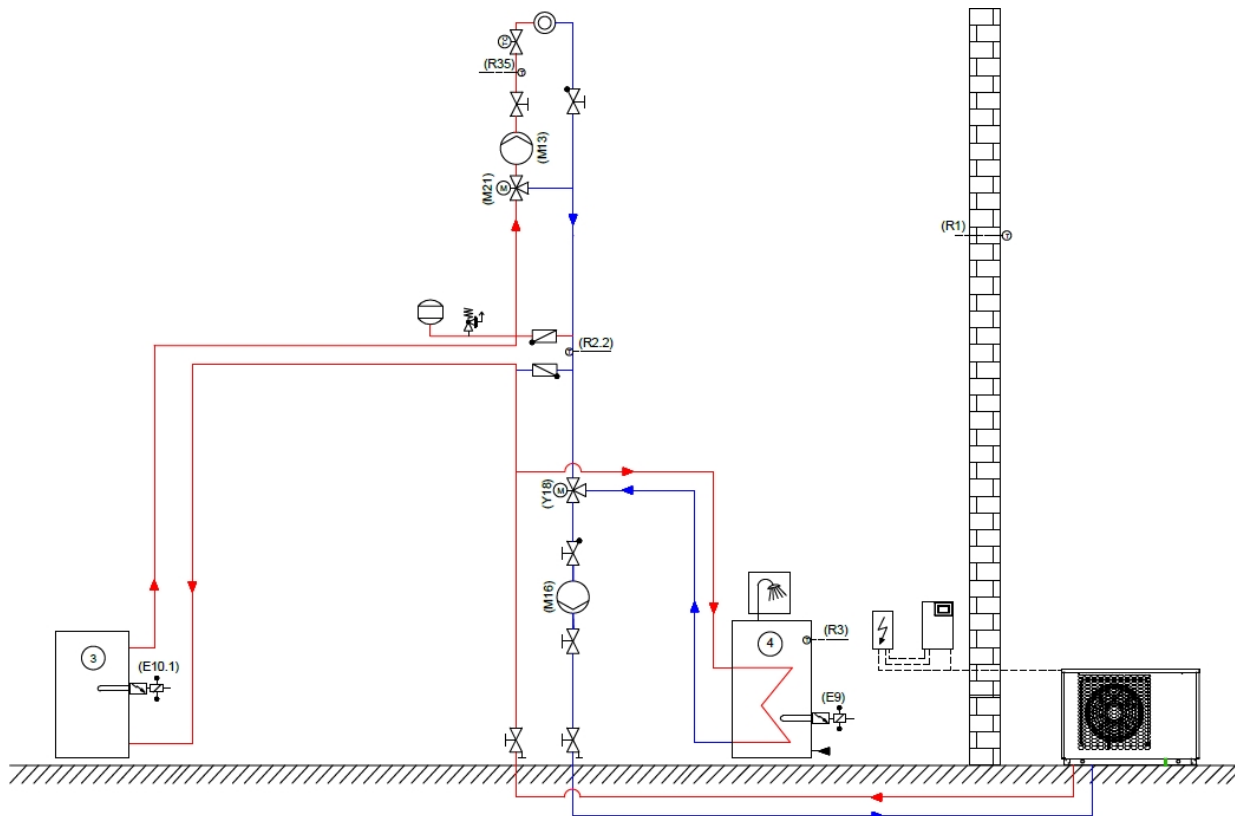 (R35)
(M13)
(M21)
M
(R1)
T
(R2.2)
T
(Y18)
M
(M16)
3
(E10.1)
4
(R3)
T
(E9)